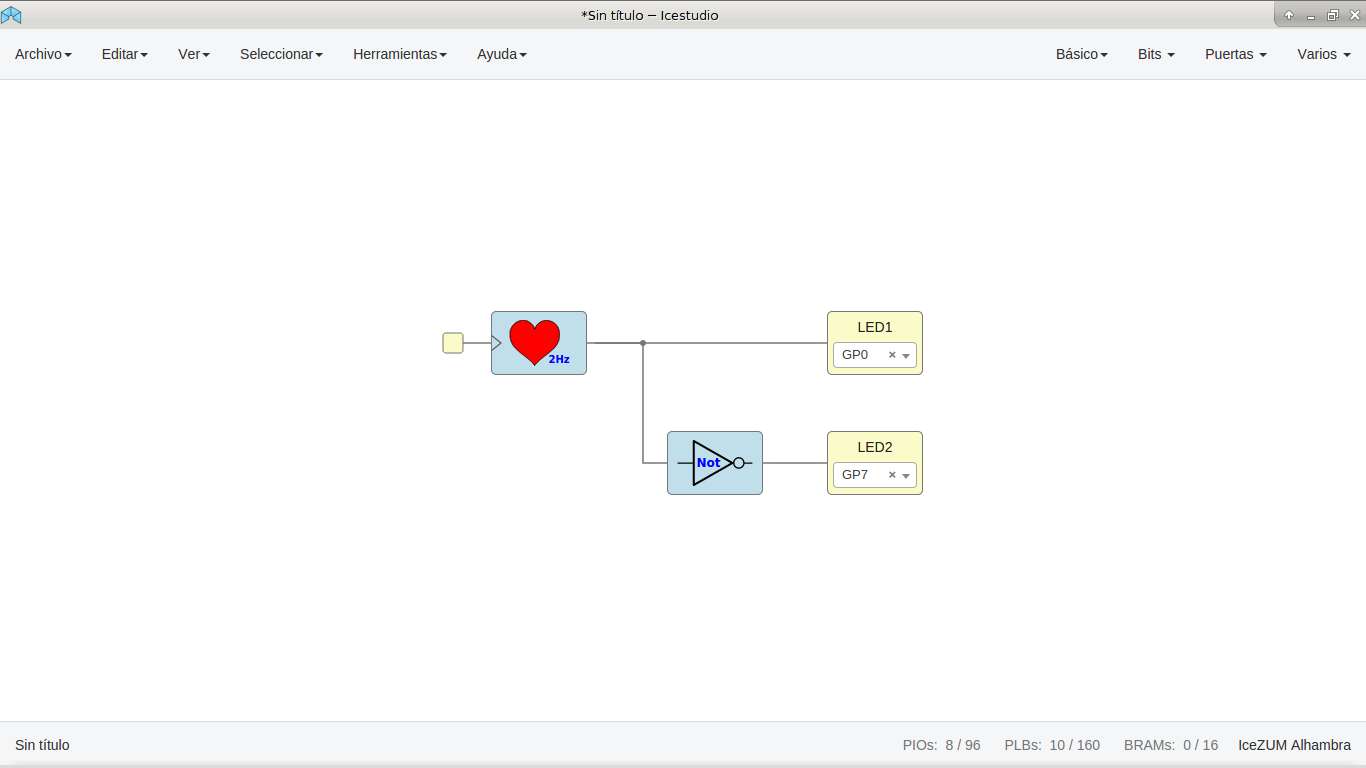 *Sin título – Icestudio
Archivo Editar Ver Seleccionar Herramientas Ayuda Básico Bits Puertas Varios
2Hz
LED1
GP0
Not
LED2
GP7
Sin título PIOs: 8 / 96 PLBs: 10 / 160 BRAMs: 0 / 16 IceZUM Alhambra